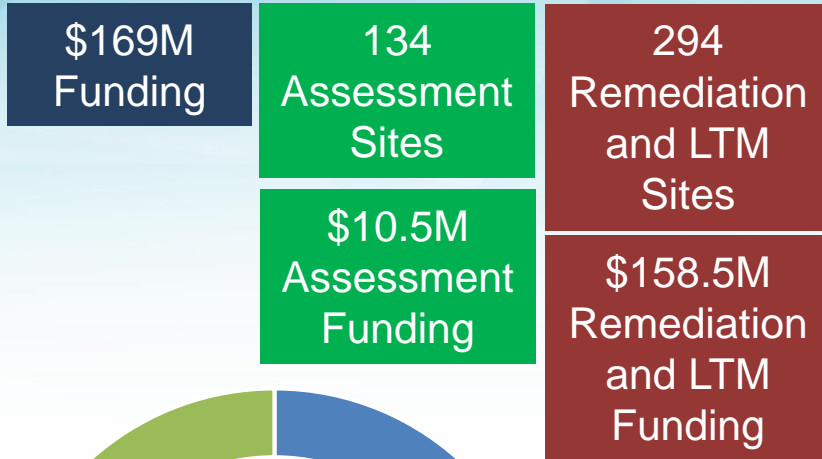 $169M
Funding
134
Assessment
Sites
$10.5M
Assessment
Funding
294
Remediation
and LTM
Sites
$158.5M
Remediation
and LTM
Funding